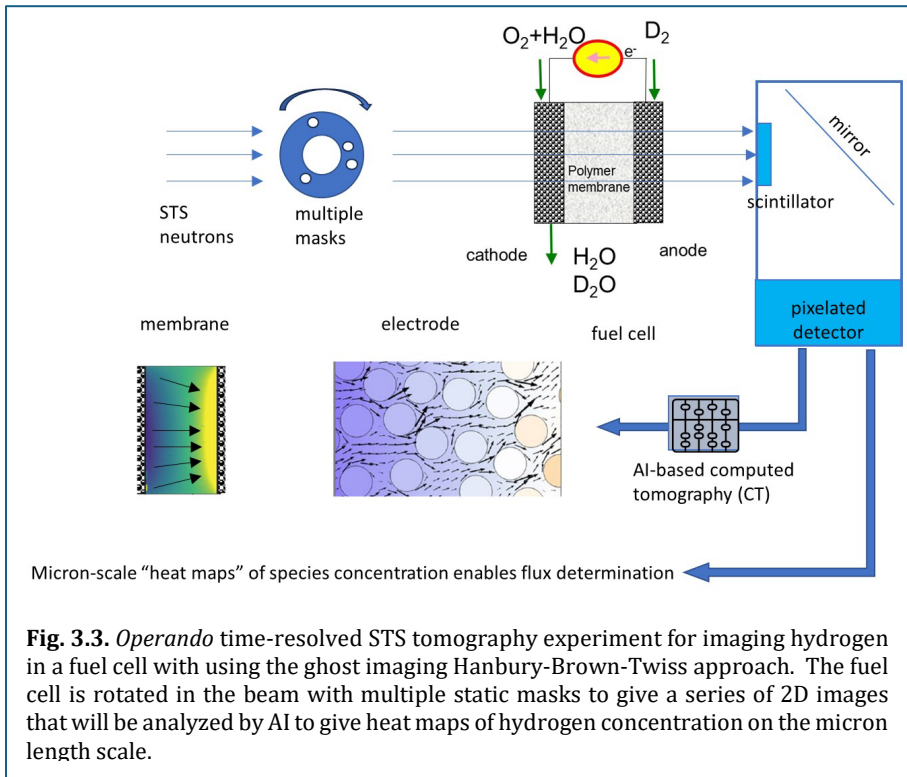 O₂+H₂O
D₂
e-
mirror
Polymer
membrane
scintillator
STS
neutrons
multiple
masks
cathode
H₂O
D₂O
anode
pixelated
detector
membrane
electrode
fuel cell
AI-based computed
tomography (CT)
Micron-scale “heat maps” of species concentration enables flux determination
Fig. 3.3. Operando time-resolved STS tomography experiment for imaging hydrogen
in a fuel cell with using the ghost imaging Hanbury-Brown-Twiss approach. The fuel
cell is rotated in the beam with multiple static masks to give a series of 2D images
that will be analyzed by AI to give heat maps of hydrogen concentration on the micron
length scale.